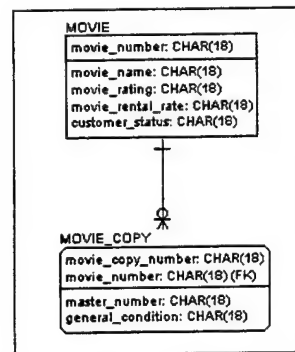 MOVIE
movie_number: CHAR(18)
movie_name: CHAR(18)
movie_rating: CHAR(18)
movie_rental_rate: CHAR(18)
customer_status: CHAR(18)
MOVIE_COPY
movie_copy_number: CHAR(18)
movie_number: CHAR(18) (FK)
master_number: CHAR(18)
general_condition: CHAR(18)